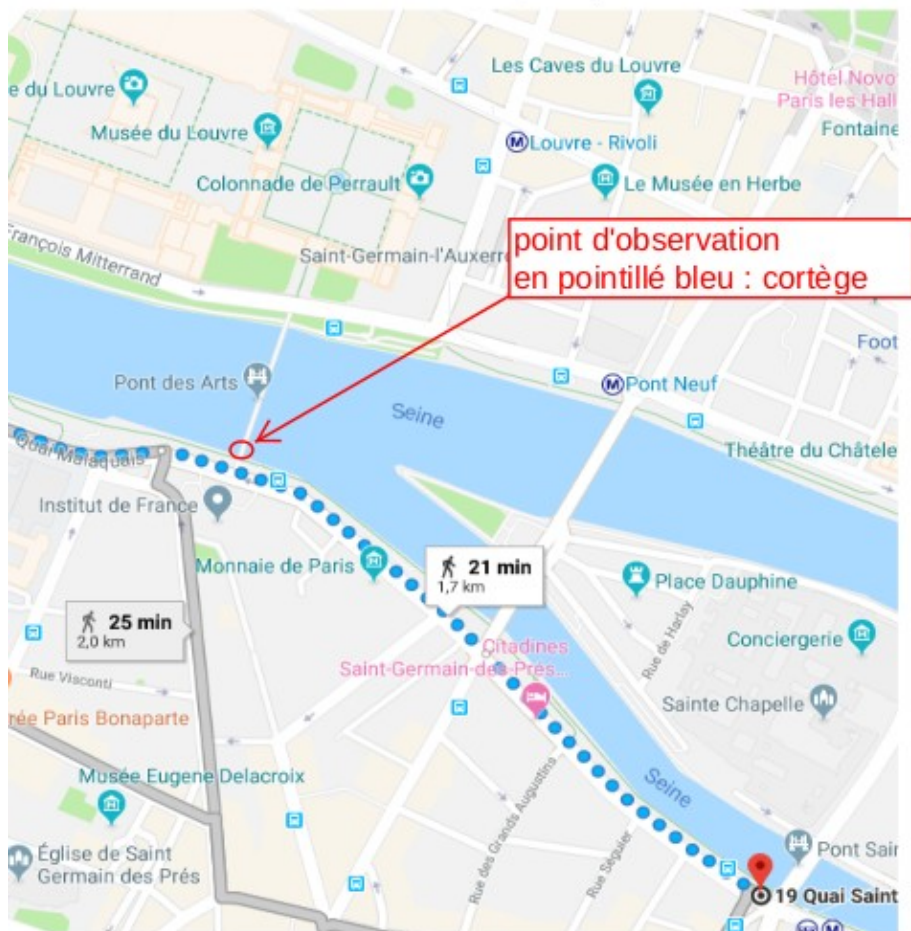 Les Caves du Louvre
e du Louvre
Hôtel Novo
Paris les Hall
Musée du Louvre
Louvre - Rivoli
Fontaine
Colonnade de Perrault
Le Musée en Herbe
François Mitterrand
Saint-Germain-l'Auxerr
point d'observation
en pointillé bleu : cortège
Foot
Pont des Arts
Pont Neuf
Seine
Quai Malaquais
Théâtre du Châtele
Institut de France
Monnaie de Paris
21 min
1,7 km
Place Dauphine
25 min
2,0 km
Rue de Harlay
Conciergerie
Citadines
Saint-Germain-des-Prés...
Rue Visconti
Sainte Chapelle
rée Paris Bonaparte
Musée Eugene Delacroix
Seine
Rue des Grands Augustins
Rue Séguier
Église de Saint
Germain des Prés
Pont Sain
19 Quai Saint